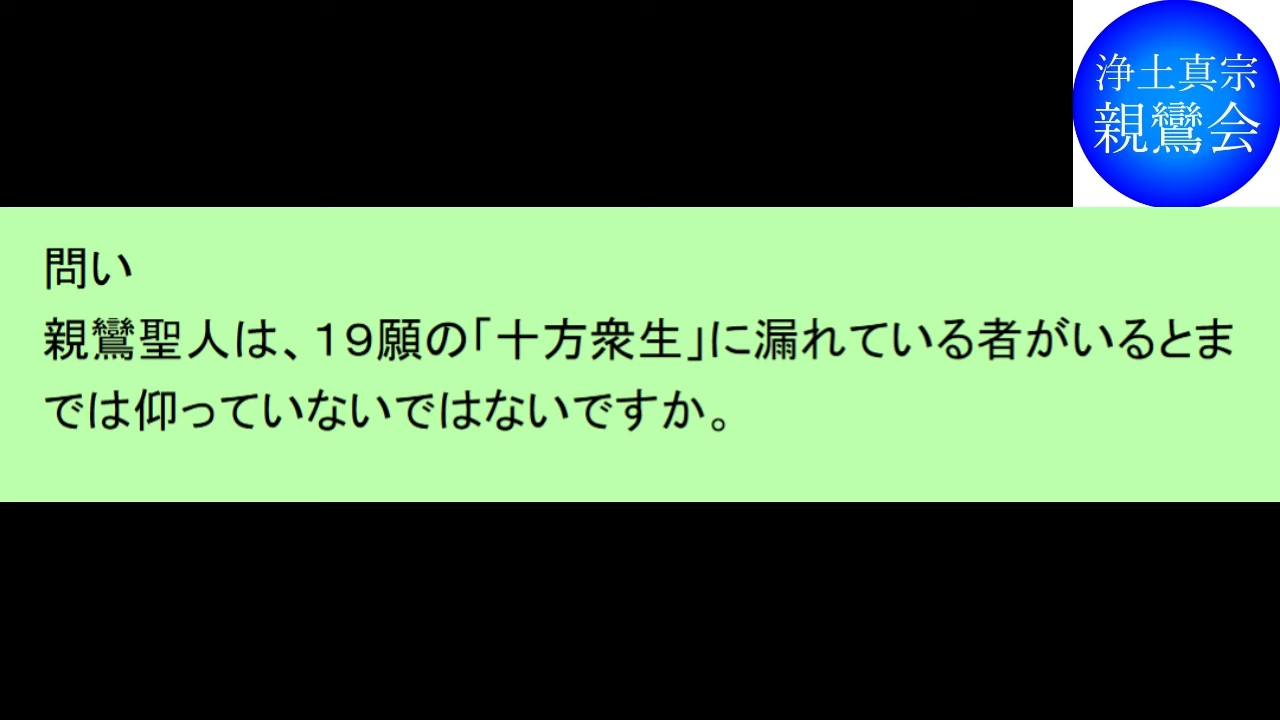 浄土真宗
親鸞会
問い
親鸞聖人は、１９願の「十方衆生」に漏れている者がいるとま
では仰っていないではないですか。